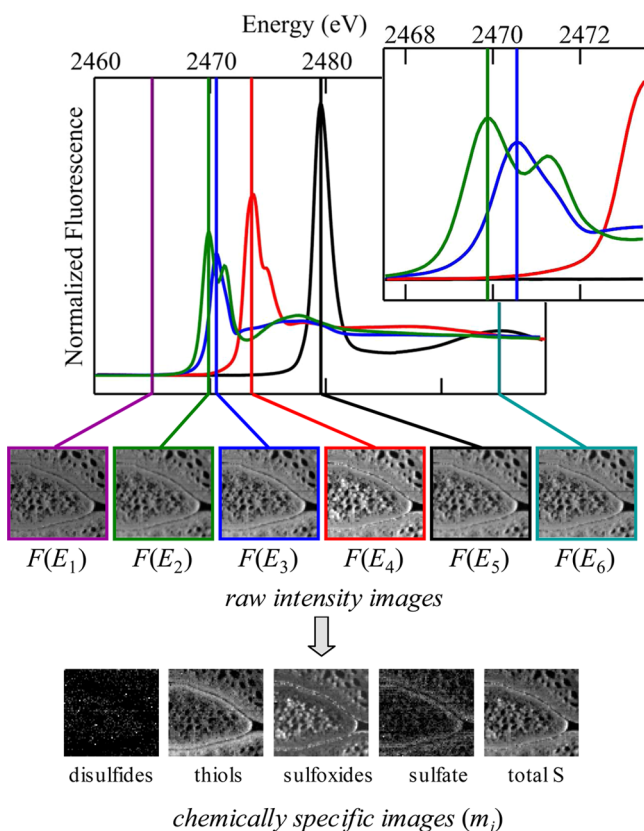 Energy (eV)
2460 2470 2480
2468 2470 2472
Normalized Fluorescence
F(E1) F(E2) F(E3) F(E4) F(E5) F(E6)
raw intensity images
disulfides thiols sulfoxides sulfate total S
chemically specific images (mi)